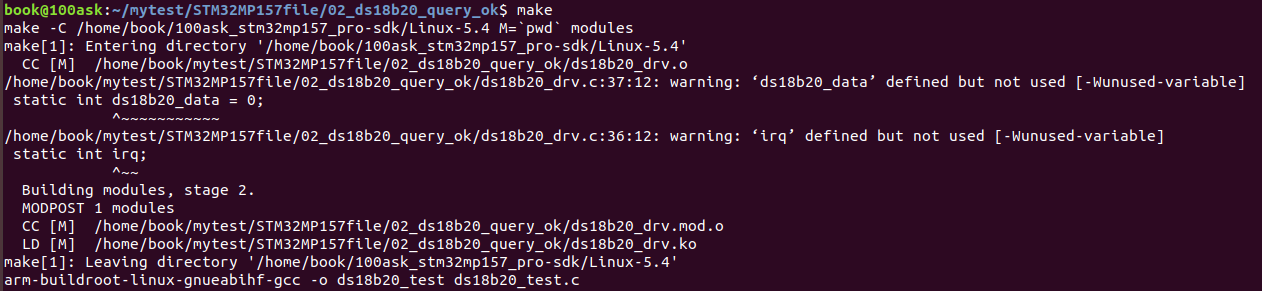 book@100ask:~/mytest/STM32MP157file/02_ds18b20_query_ok$ make
make -C /home/book/100ask_stm32mp157_pro-sdk/Linux-5.4 M=`pwd` modules
make[1]: Entering directory '/home/book/100ask_stm32mp157_pro-sdk/Linux-5.4'
  CC [M]  /home/book/mytest/STM32MP157file/02_ds18b20_query_ok/ds18b20_drv.o
/home/book/mytest/STM32MP157file/02_ds18b20_query_ok/ds18b20_drv.c:37:12: warning: ‘ds18b20_data’ defined but not used [-Wunused-variable]
 static int ds18b20_data = 0;
            ^~~~~~~~~~~~
/home/book/mytest/STM32MP157file/02_ds18b20_query_ok/ds18b20_drv.c:36:12: warning: ‘irq’ defined but not used [-Wunused-variable]
 static int irq;
            ^~~
  Building modules, stage 2.
  MODPOST 1 modules
  CC [M]  /home/book/mytest/STM32MP157file/02_ds18b20_query_ok/ds18b20_drv.mod.o
  LD [M]  /home/book/mytest/STM32MP157file/02_ds18b20_query_ok/ds18b20_drv.ko
make[1]: Leaving directory '/home/book/100ask_stm32mp157_pro-sdk/Linux-5.4'
arm-buildroot-linux-gnueabihf-gcc -o ds18b20_test ds18b20_test.c